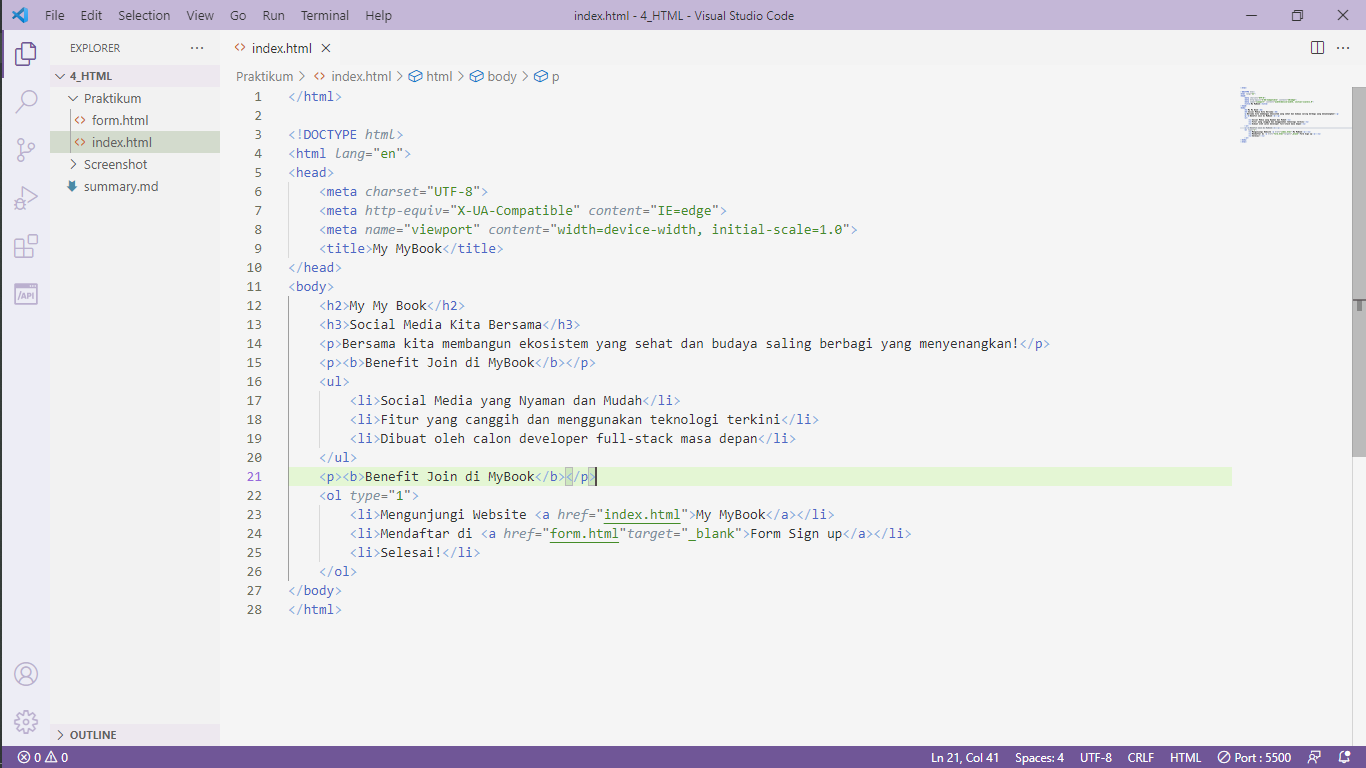 File Edit Selection View Go Run Terminal Help index.html - 4_HTML - Visual Studio Code
EXPLORER
4_HTML
Praktikum
form.html
index.html
Screenshot
summary.md
/API
OUTLINE
index.html
Praktikum > index.html > html > body > p
1 </html>
2
3 <!DOCTYPE html>
4 <html lang="en">
5 <head>
6 <meta charset="UTF-8">
7 <meta http-equiv="X-UA-Compatible" content="IE=edge">
8 <meta name="viewport" content="width=device-width, initial-scale=1.0">
9 <title>My MyBook</title>
10 </head>
11 <body>
12 <h2>My My Book</h2>
13 <h3>Social Media Kita Bersama</h3>
14 <p>Bersama kita membangun ekosistem yang sehat dan budaya saling berbagi yang menyenangkan!</p>
15 <p><b>Benefit Join di MyBook</b></p>
16 <ul>
17 <li>Social Media yang Nyaman dan Mudah</li>
18 <li>Fitur yang canggih dan menggunakan teknologi terkini</li>
19 <li>Dibuat oleh calon developer full-stack masa depan</li>
20 </ul>
21 <p><b>Benefit Join di MyBook</b></p>
22 <ol type="1">
23 <li>Mengunjungi Website <a href="index.html">My MyBook</a></li>
24 <li>Mendaftar di <a href="form.html"target="_blank">Form Sign up</a></li>
25 <li>Selesai!</li>
26 </ol>
27 </body>
28 </html>
0 0 Ln 21, Col 41 Spaces: 4 UTF-8 CRLF HTML Port : 5500